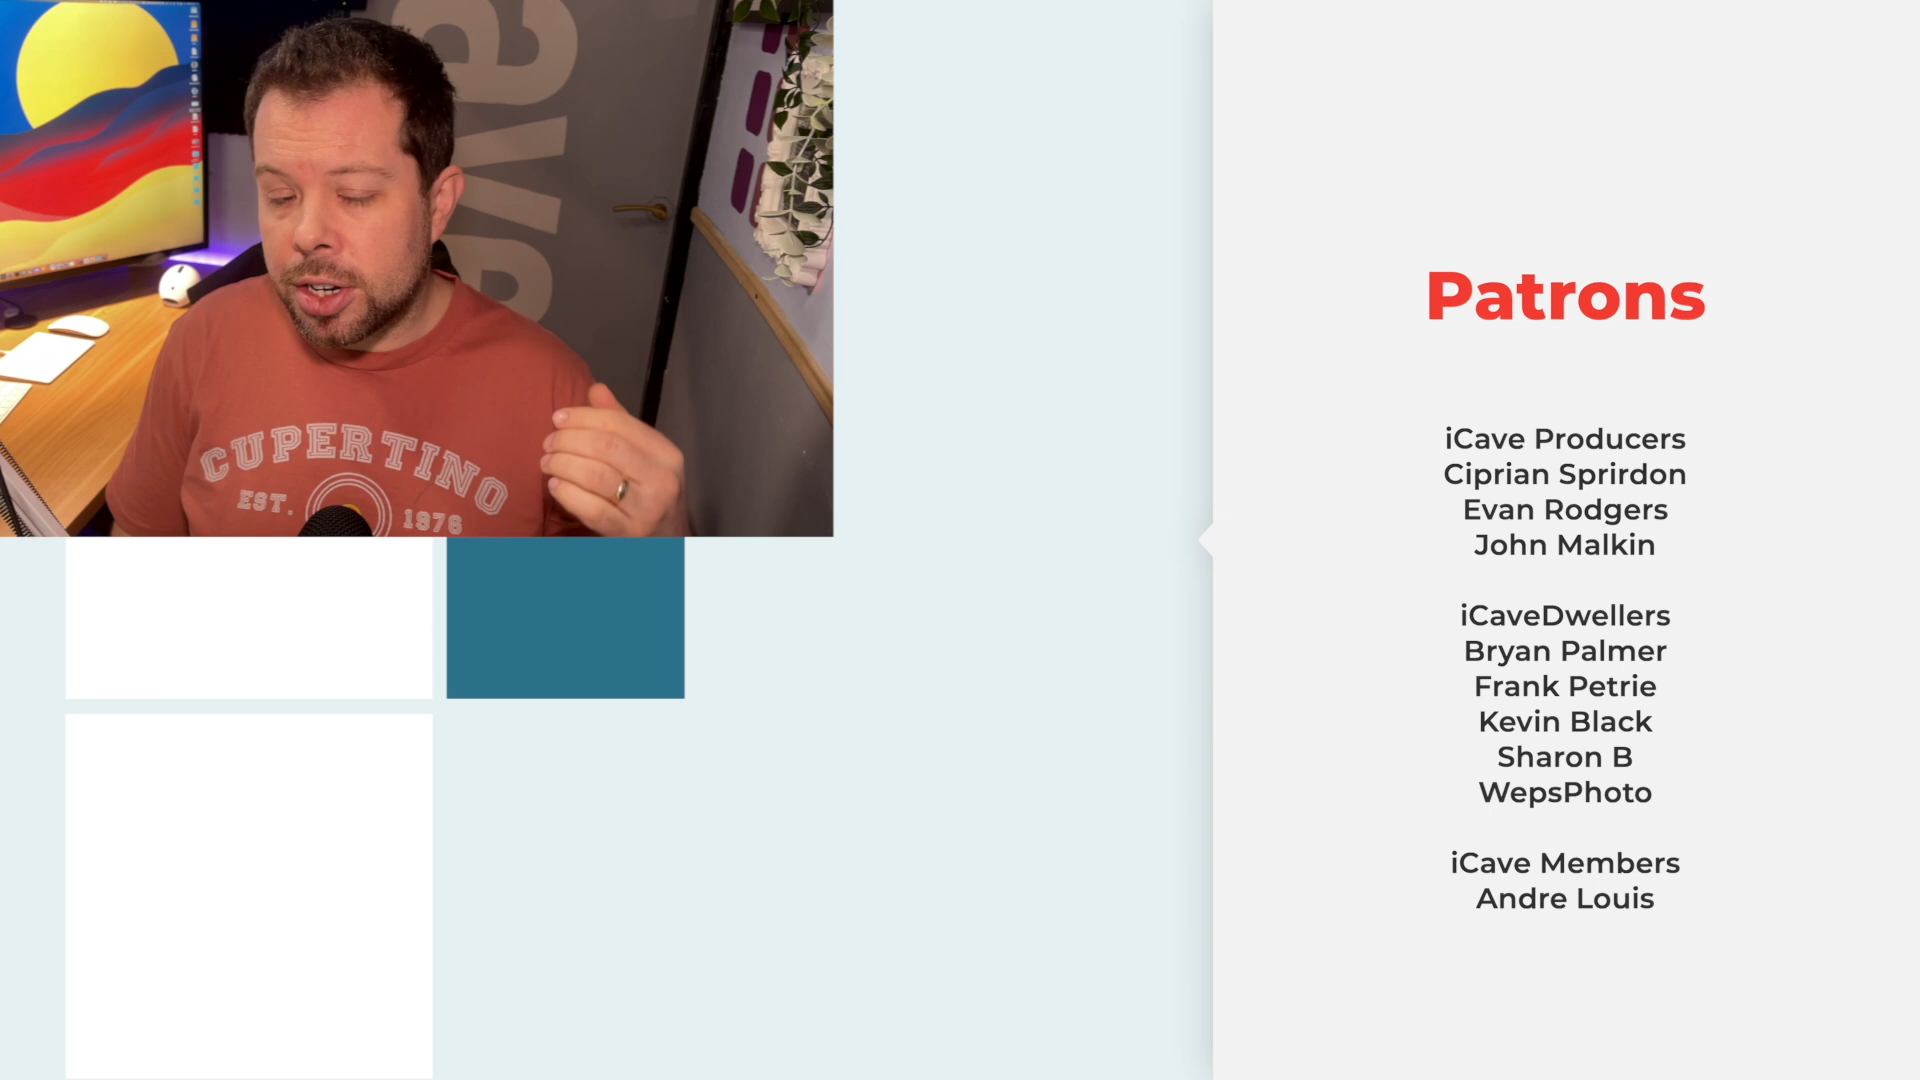 CUPERTINO
EST. 1976
Patrons
iCave Producers
Ciprian Sprirdon
Evan Rodgers
John Malkin
iCaveDwellers
Bryan Palmer
Frank Petrie
Kevin Black
Sharon B
WepsPhoto
iCave Members
Andre Louis